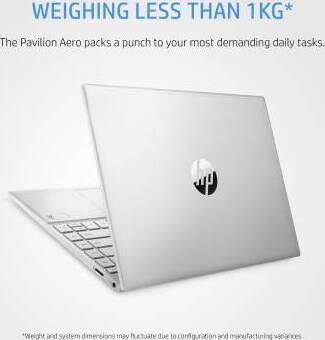 WEIGHING LESS THAN 1KG*
The Pavilion Aero packs a punch to your most demanding daily tasks.
hp
*Weight and system dimensions may fluctuate due to configuration and manufacturing variances.